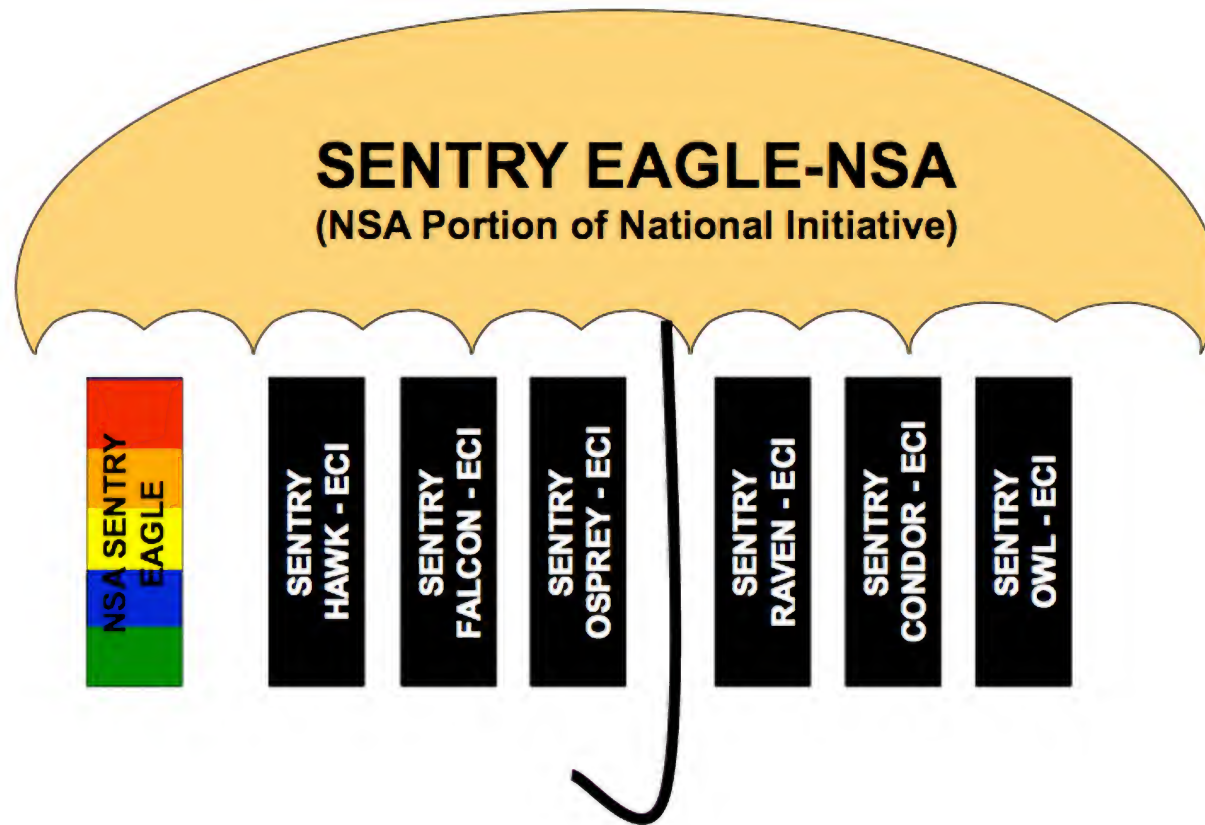 SENTRY EAGLE-NSA
(NSA Portion of National Initiative)
NSA SENTRY
EAGLE
SENTRY
HAWK - ECI
SENTRY
FALCON - ECI
SENTRY
OSPREY - ECI
SENTRY
RAVEN - ECI
SENTRY
CONDOR - ECI
SENTRY
OWL - ECI